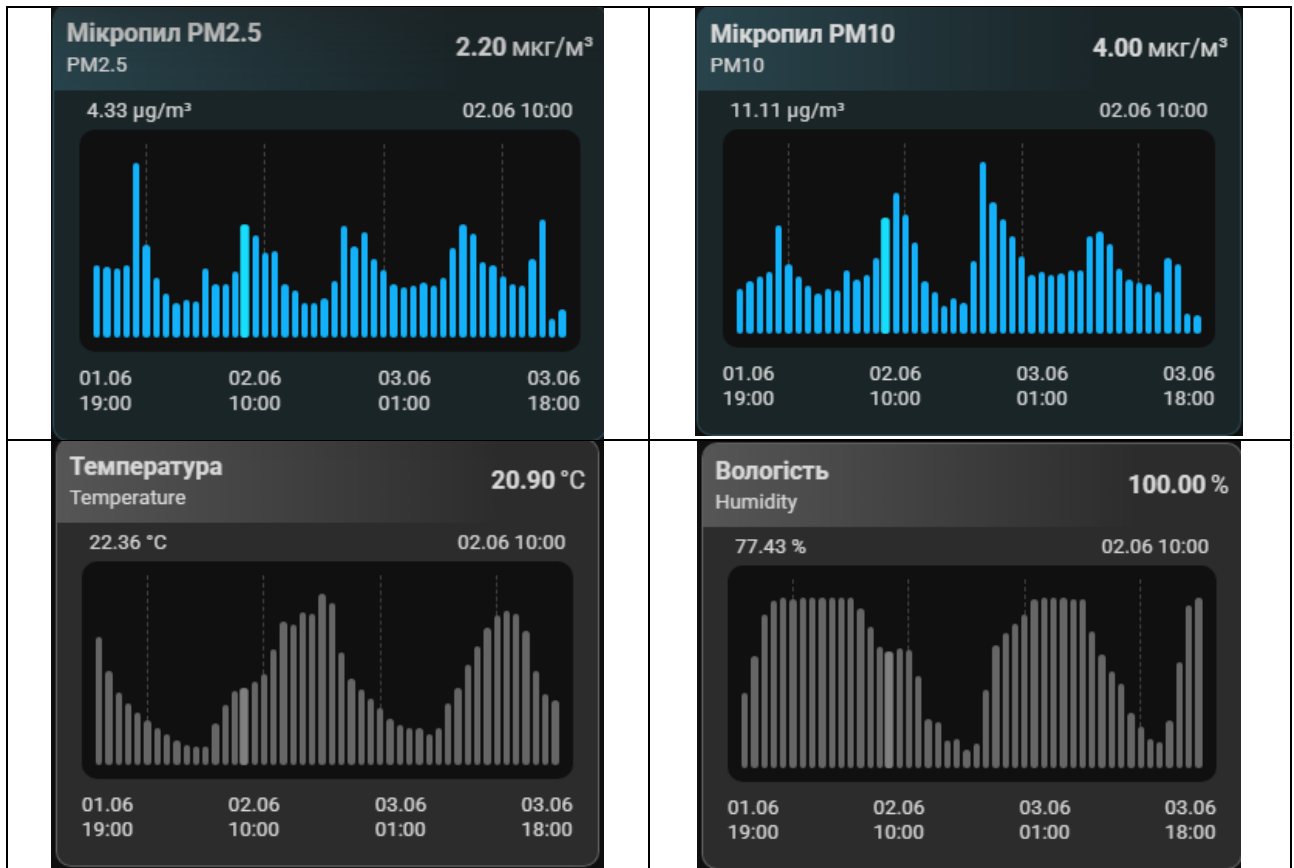 Мікропил PM2.5
PM2.5
2.20 мкг/м³
4.33 µg/m³
02.06 10:00
01.06 02.06 03.06 03.06
19:00 10:00 01:00 18:00
Мікропил PM10
PM10
4.00 мкг/м³
11.11 µg/m³
02.06 10:00
01.06 02.06 03.06 03.06
19:00 10:00 01:00 18:00
Температура
Temperature
20.90 °C
22.36 °C
02.06 10:00
01.06 02.06 03.06 03.06
19:00 10:00 01:00 18:00
Вологість
Humidity
100.00 %
77.43 %
02.06 10:00
01.06 02.06 03.06 03.06
19:00 10:00 01:00 18:00